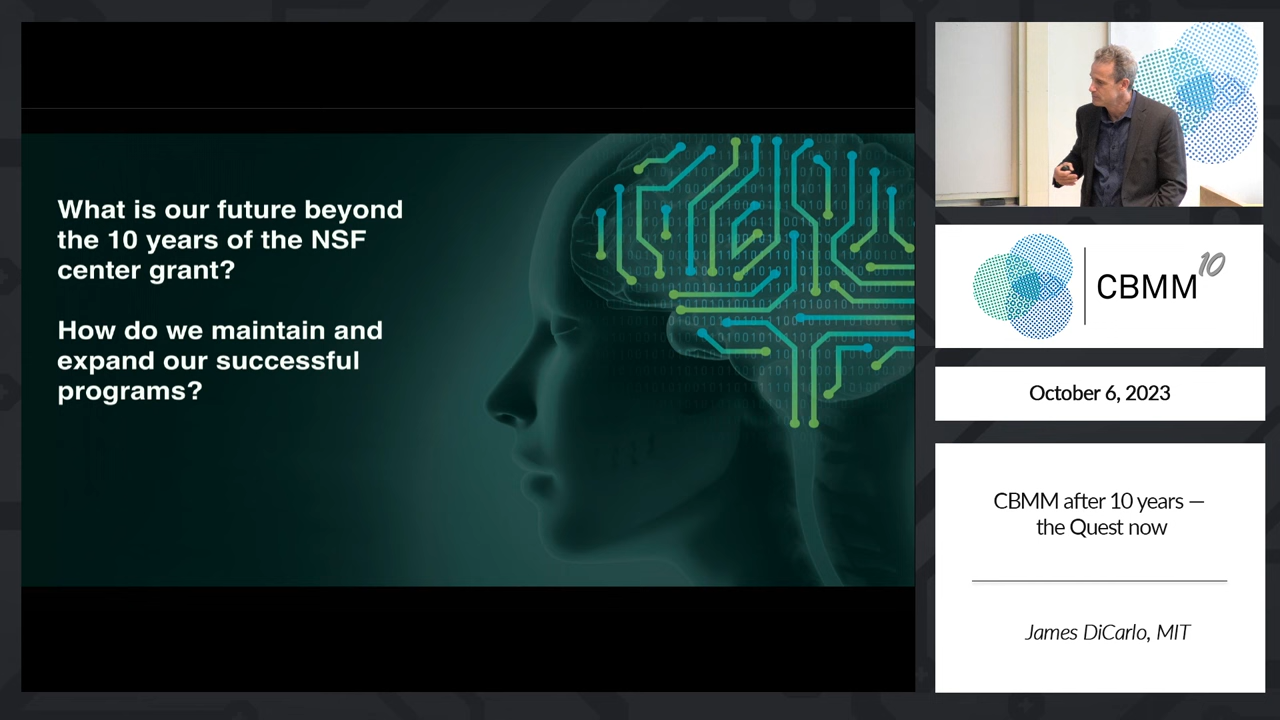 What is our future beyond
the 10 years of the NSF
center grant?
How do we maintain and
expand our successful
programs?
CBMM 10
October 6, 2023
CBMM after 10 years —
the Quest now
James DiCarlo, MIT